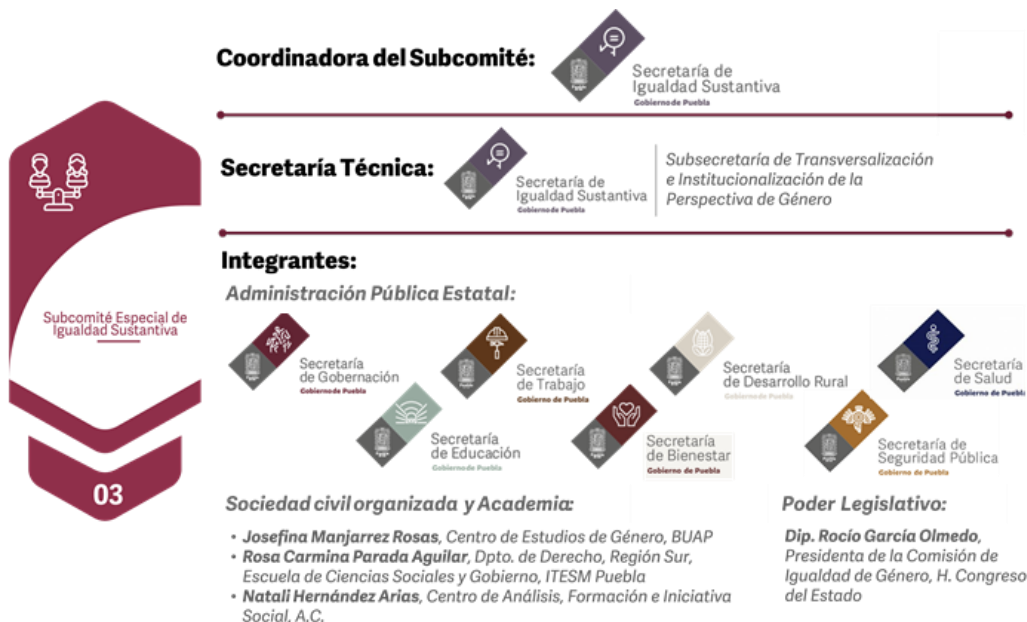 Coordinadora del Subcomité:
Secretaría de
Igualdad Sustantiva
Gobierno de Puebla
Secretaría Técnica:
Secretaría de
Igualdad Sustantiva
Gobierno de Puebla
Subsecretaría de Transversalización
e Institucionalización de la
Perspectiva de Género
Subcomité Especial de
Igualdad Sustantiva
03
Integrantes:
Administración Pública Estatal:
Secretaría
de Gobernación
Gobierno de Puebla
Secretaría
de Trabajo
Gobierno de Puebla
Secretaría
de Desarrollo Rural
Gobierno de Puebla
Secretaría
de Salud
Gobierno de Puebla
Secretaría
de Educación
Gobierno de Puebla
Secretaría
de Bienestar
Gobierno de Puebla
Secretaría de
Seguridad Pública
Gobierno de Puebla
Sociedad civil organizada y Academia:
• Josefina Manjarrez Rosas, Centro de Estudios de Género, BUAP
• Rosa Carmina Parada Aguilar, Dpto. de Derecho, Región Sur,
Escuela de Ciencias Sociales y Gobierno, ITESM Puebla
• Natali Hernández Arias, Centro de Análisis, Formación e Iniciativa
Social, A.C.
Poder Legislativo:
Dip. Rocío García Olmedo,
Presidenta de la Comisión de
Igualdad de Género, H. Congreso
del Estado